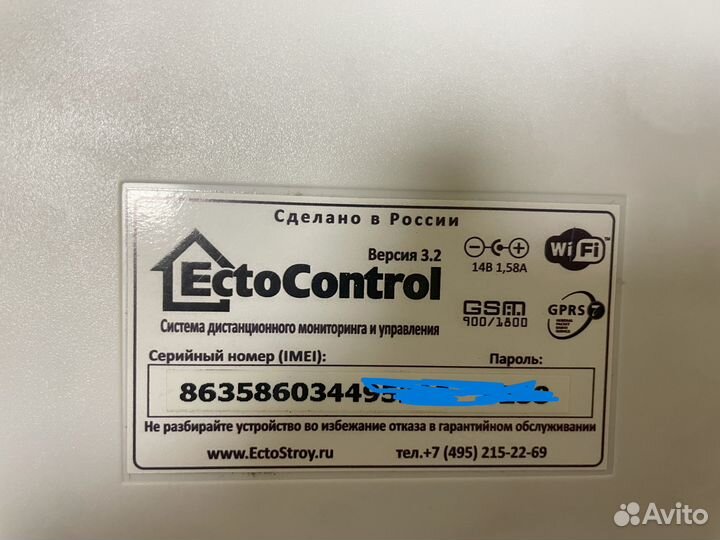 Сделано в России
Версия 3.2
EctoControl
14В 1,58А
WiFi
Система дистанционного мониторинга и управления
GSM
900/1800
GPRS 7
Серийный номер (IMEI):
Пароль:
86358603449
Не разбирайте устройство во избежание отказа в гарантийном обслуживании
www.EctoStroy.ru
тел.+7 (495) 215-22-69
Avito